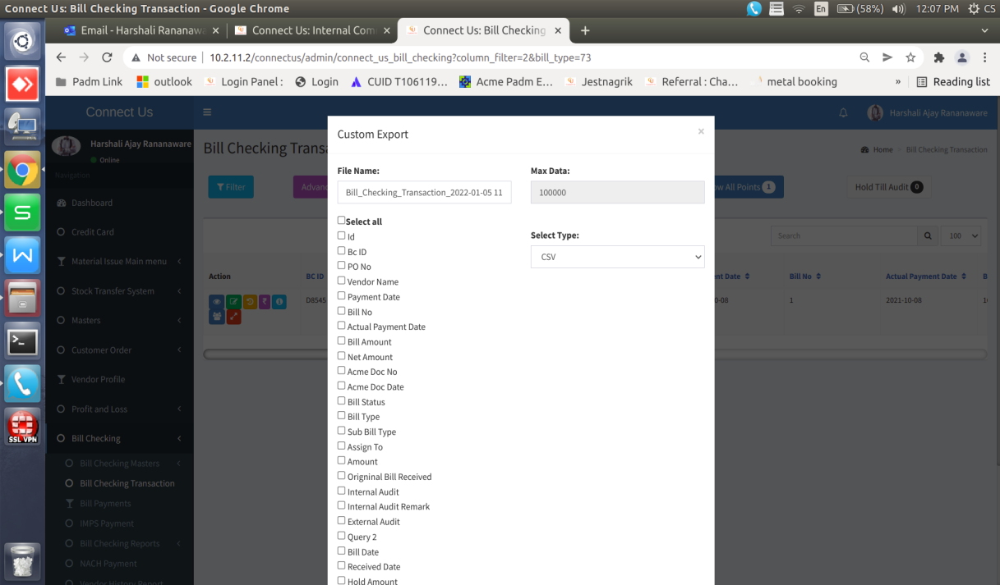 Connect Us: Bill Checking Transaction - Google Chrome
En (58%) 12:07 PM CS
Email - Harshali Rananawa × Connect Us: Internal Com × Connect Us: Bill Checking × +
Not secure 10.2.11.2/connectus/admin/connect_us_bill_checking?column_filter=2&bill_type=73
Padm Link outlook Login Panel : Login CUID T106119... Acme Padm E... Jestnagrik Referral : Cha... metal booking » Reading list
Connect Us
Harshali Ajay Rananaware
Harshali Ajay Rananaware
Online
Navigation
Dashboard
Credit Card
Material Issue Main menu
Stock Transfer System
Masters
Customer Order
Vendor Profile
Profit and Loss
Bill Checking
Bill Checking Masters
Bill Checking Transaction
Bill Payments
IMPS Payment
Bill Checking Reports
NACH Payment
Vendor History Report
SSL VPN
Bill Checking Transa
Home Bill Checking Transaction
Filter
Advan
ow All Points 1
Hold Till Audit 0
Search
100
Action BC ID nt Date Bill No Actual Payment Date B
D8545 0-08 1 2021-10-08
Custom Export ×
File Name:
Bill_Checking_Transaction_2022-01-05 11
Max Data:
100000
Select all
Id
Bc ID
PO No
Vendor Name
Payment Date
Bill No
Actual Payment Date
Bill Amount
Net Amount
Acme Doc No
Acme Doc Date
Bill Status
Bill Type
Sub Bill Type
Assign To
Amount
Origninal Bill Received
Internal Audit
Internal Audit Remark
External Audit
Query 2
Bill Date
Received Date
Hold Amount
Select Type:
CSV